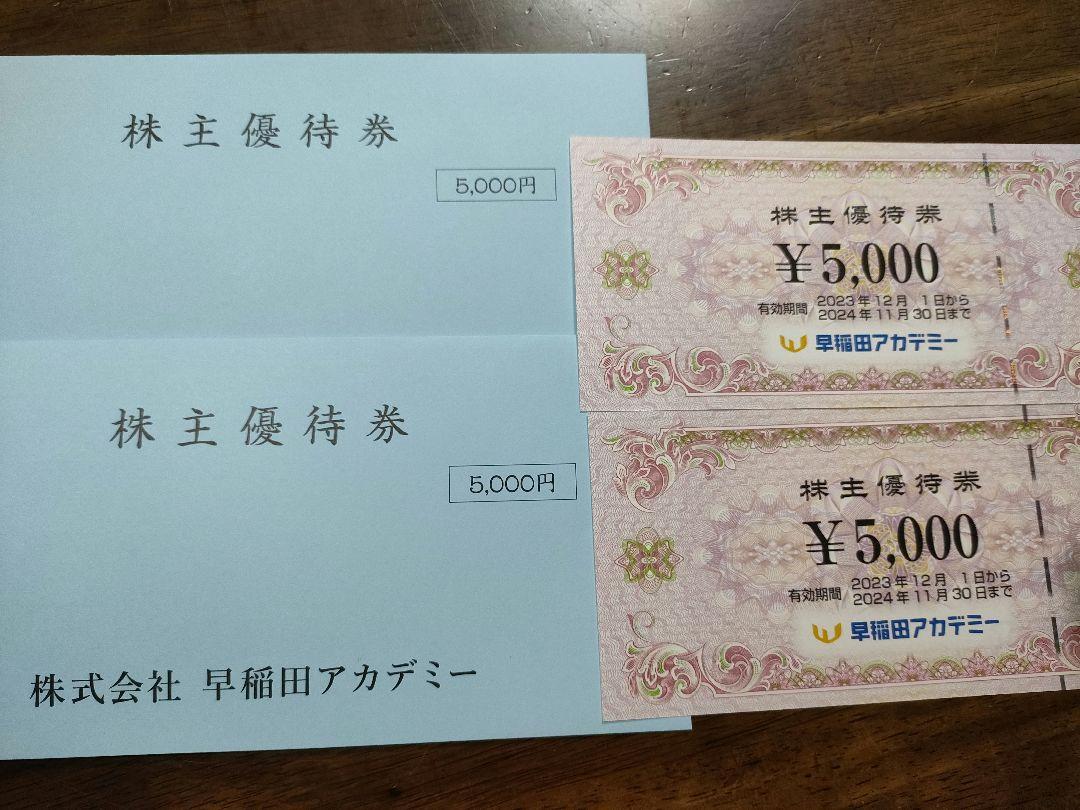 株主優待券
5,000円
株主優待券
5,000円
株式会社 早稲田アカデミー
株主優待券
¥5,000
有効期間 2023年12月 1日から
2024年11月30日まで
早稲田アカデミー
株主優待券
¥5,000
有効期間 2023年12月 1日から
2024年11月30日まで
早稲田アカデミー